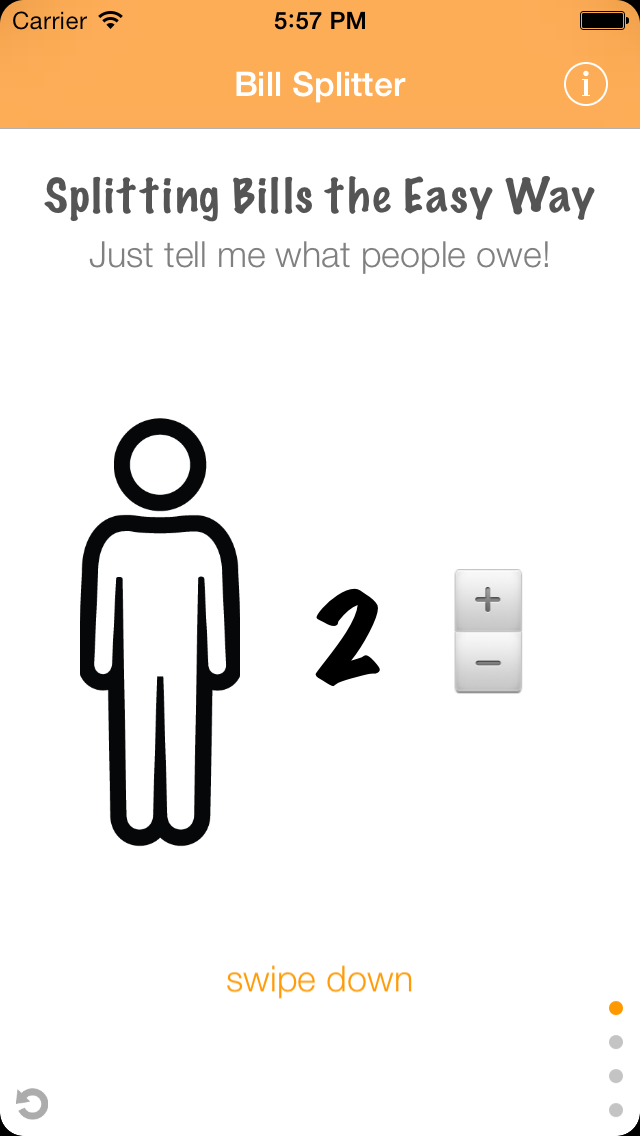 Carrier 5:57 PM
Bill Splitter
i
Splitting Bills the Easy Way
Just tell me what people owe!
2
+
−
swipe down